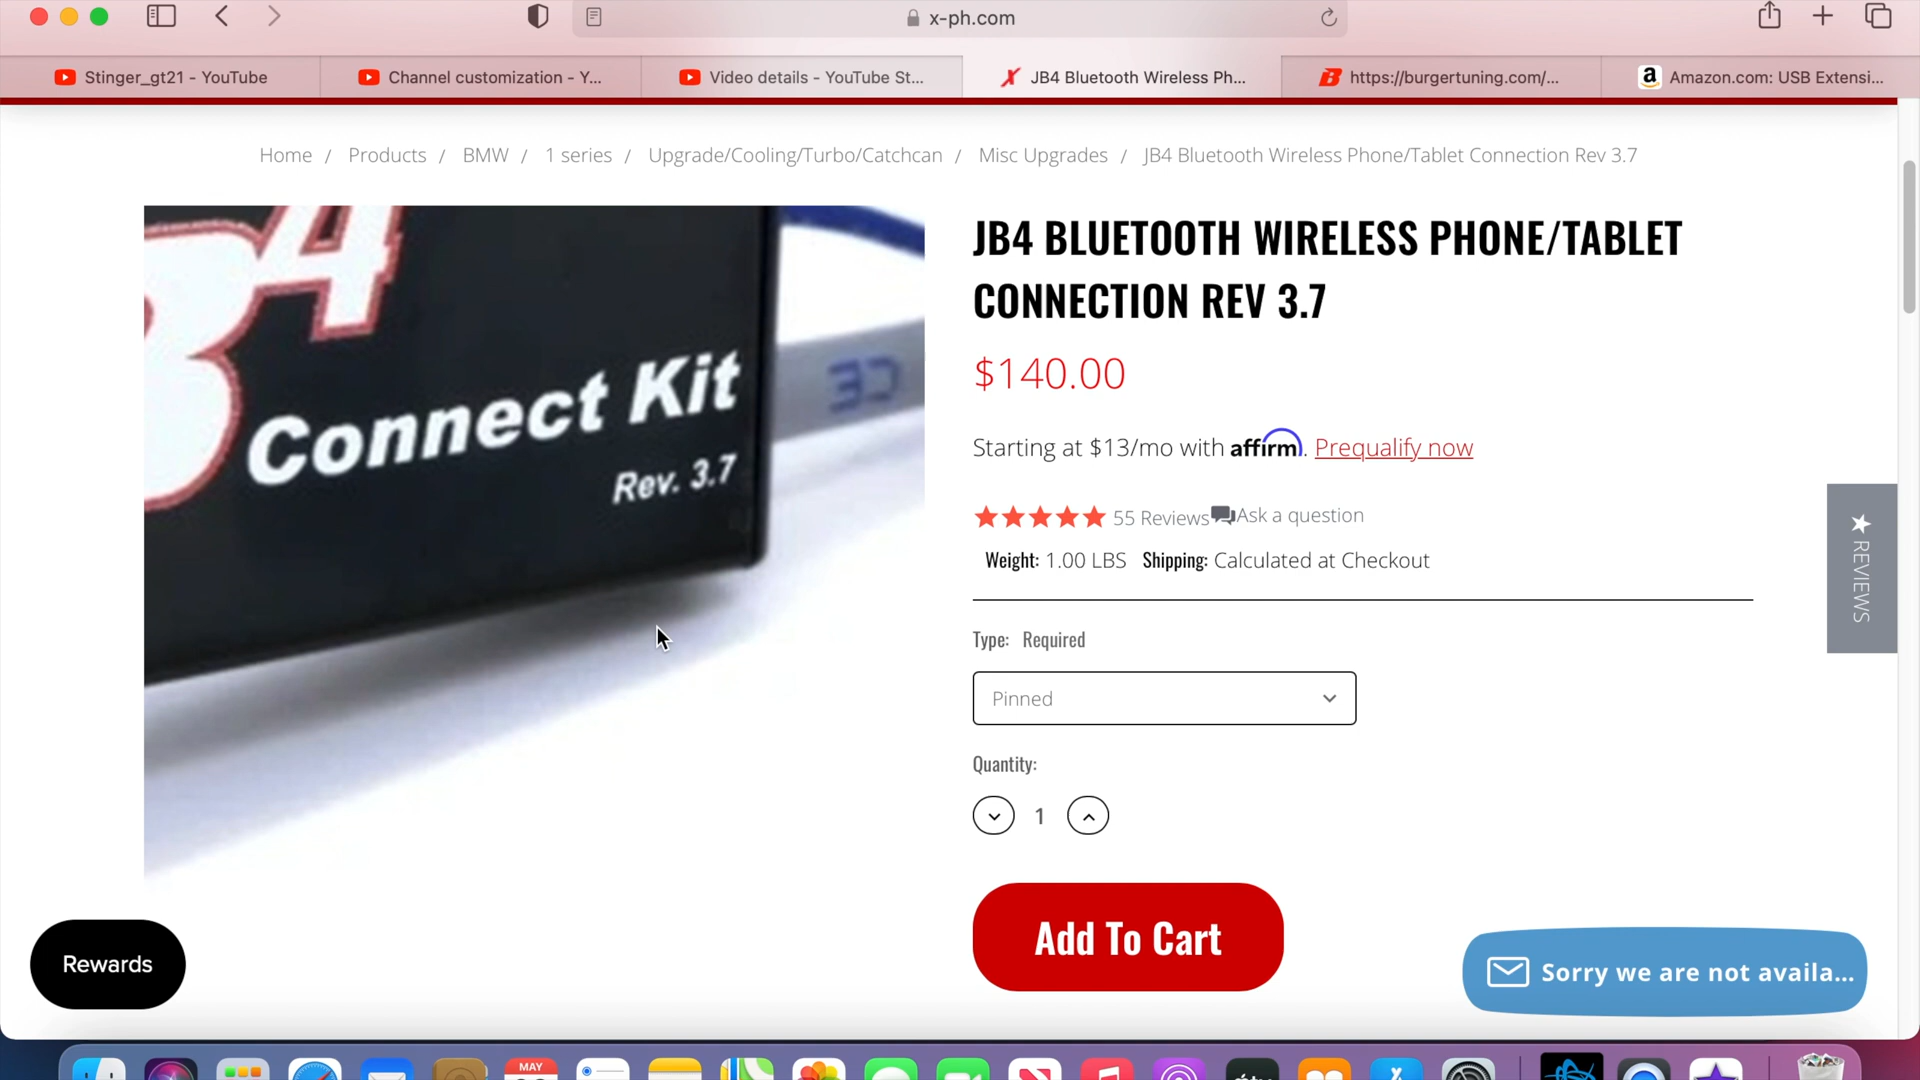 x-ph.com
Stinger_gt21 - YouTube
Channel customization - Y...
Video details - YouTube St...
JB4 Bluetooth Wireless Ph...
https://burgertuning.com/...
Amazon.com: USB Extensi...
Home / Products / BMW / 1 series / Upgrade/Cooling/Turbo/Catchcan / Misc Upgrades / JB4 Bluetooth Wireless Phone/Tablet Connection Rev 3.7
4
Connect Kit
Rev. 3.7
JB4 BLUETOOTH WIRELESS PHONE/TABLET
CONNECTION REV 3.7
$140.00
Starting at $13/mo with affirm. Prequalify now
55 Reviews Ask a question
Weight: 1.00 LBS Shipping: Calculated at Checkout
★ REVIEWS
Type: Required
Pinned
Quantity:
1
Add To Cart
Rewards
Sorry we are not availa...
MAY